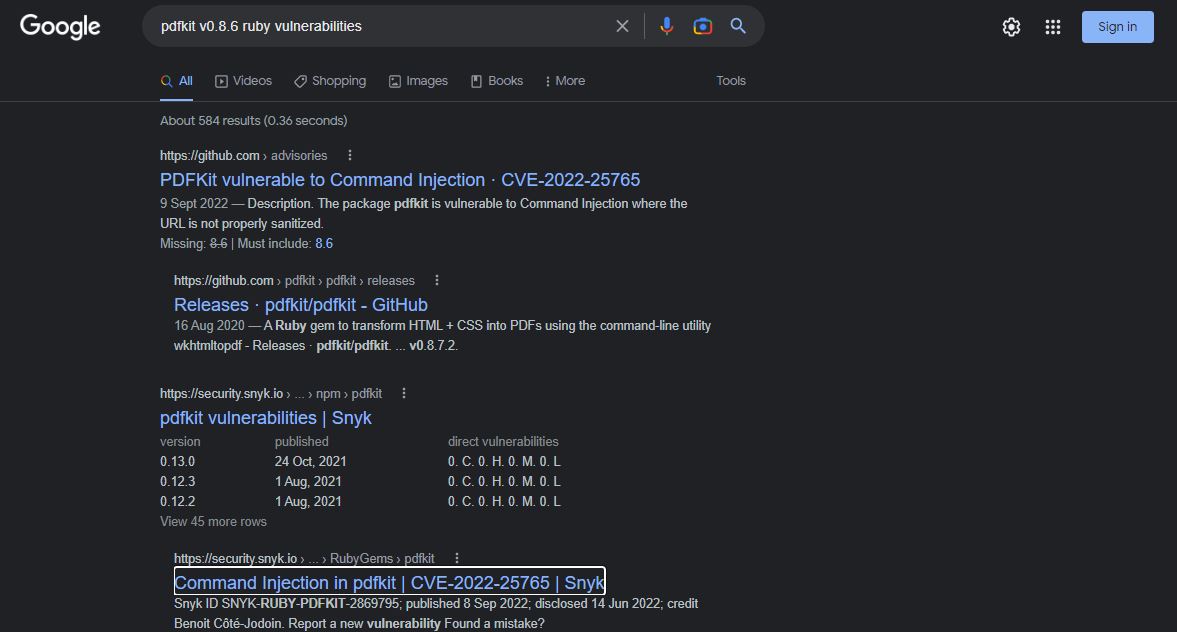 Google
pdfkit v0.8.6 ruby vulnerabilities
Sign in
All Videos Shopping Images Books More Tools
About 584 results (0.36 seconds)
https://github.com › advisories
PDFKit vulnerable to Command Injection · CVE-2022-25765
9 Sept 2022 — Description. The package pdfkit is vulnerable to Command Injection where the
URL is not properly sanitized.
Missing: 8.6 | Must include: 8.6
https://github.com › pdfkit › pdfkit › releases
Releases · pdfkit/pdfkit - GitHub
16 Aug 2020 — A Ruby gem to transform HTML + CSS into PDFs using the command-line utility
wkhtmltopdf - Releases · pdfkit/pdfkit. ... v0.8.7.2.
https://security.snyk.io › ... › npm › pdfkit
pdfkit vulnerabilities | Snyk
version published direct vulnerabilities
0.13.0 24 Oct, 2021 0. C. 0. H. 0. M. 0. L
0.12.3 1 Aug, 2021 0. C. 0. H. 0. M. 0. L
0.12.2 1 Aug, 2021 0. C. 0. H. 0. M. 0. L
View 45 more rows
https://security.snyk.io › ... › RubyGems › pdfkit
Command Injection in pdfkit | CVE-2022-25765 | Snyk
Snyk ID SNYK-RUBY-PDFKIT-2869795; published 8 Sep 2022; disclosed 14 Jun 2022; credit
Benoit Côté-Jodoin. Report a new vulnerability Found a mistake?